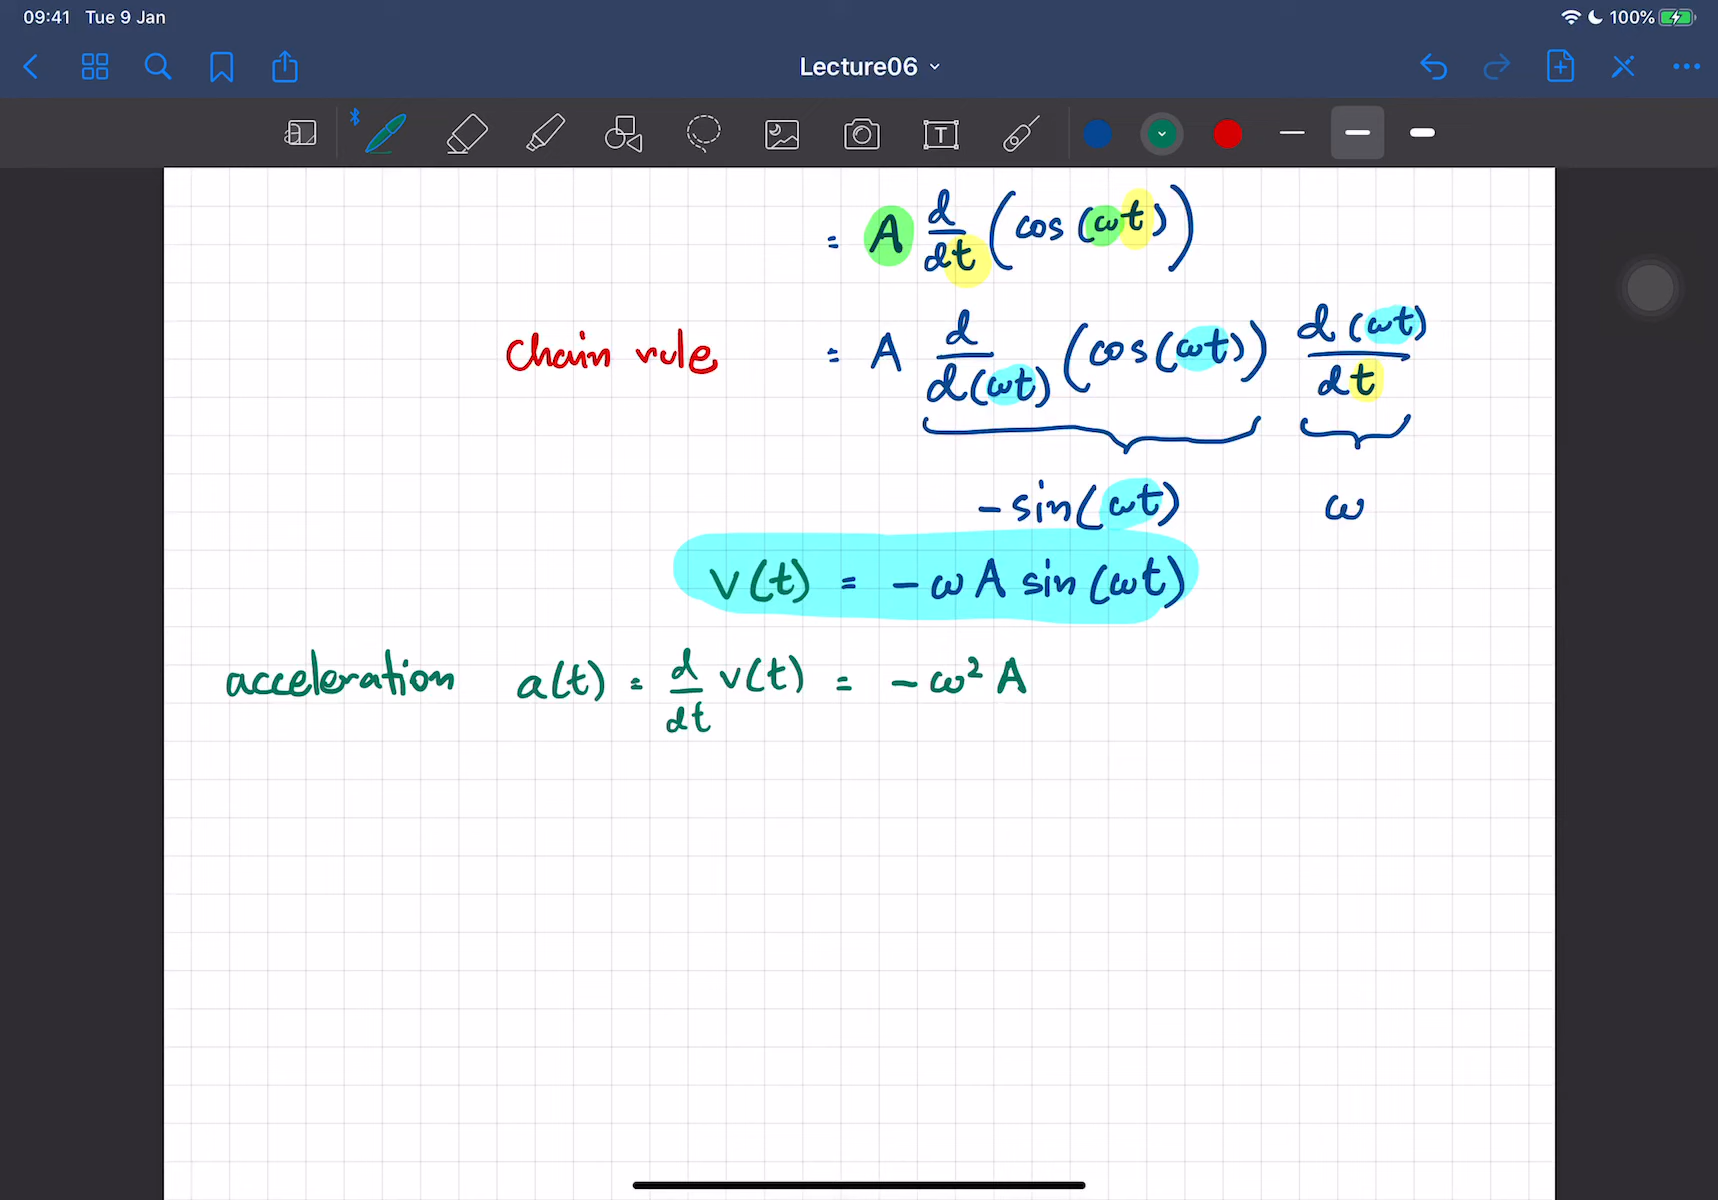 09:41 Tue 9 Jan 100%
Lecture06
T
= A d/dt (cos (ωt))
Chain rule = A d/d(ωt) (cos(ωt)) d(ωt)/dt
- sin(ωt) ω
v(t) = - ω A sin (ωt)
acceleration a(t) = d/dt v(t) = - ω² A